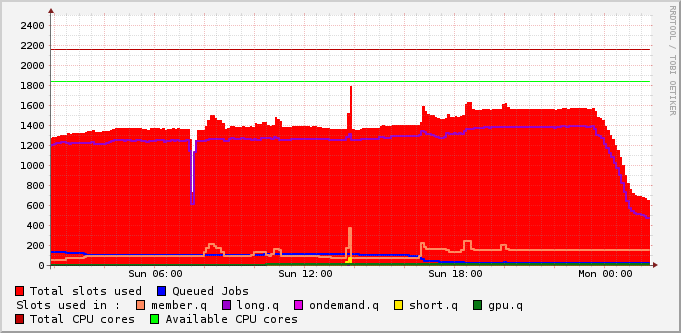 RRDTOOL / TOBI OETIKER
2400
2200
2000
1800
1600
1400
1200
1000
800
600
400
200
0
Sun 06:00 Sun 12:00 Sun 18:00 Mon 00:00
Total slots used Queued Jobs
Slots used in : member.q long.q ondemand.q short.q gpu.q
Total CPU cores Available CPU cores